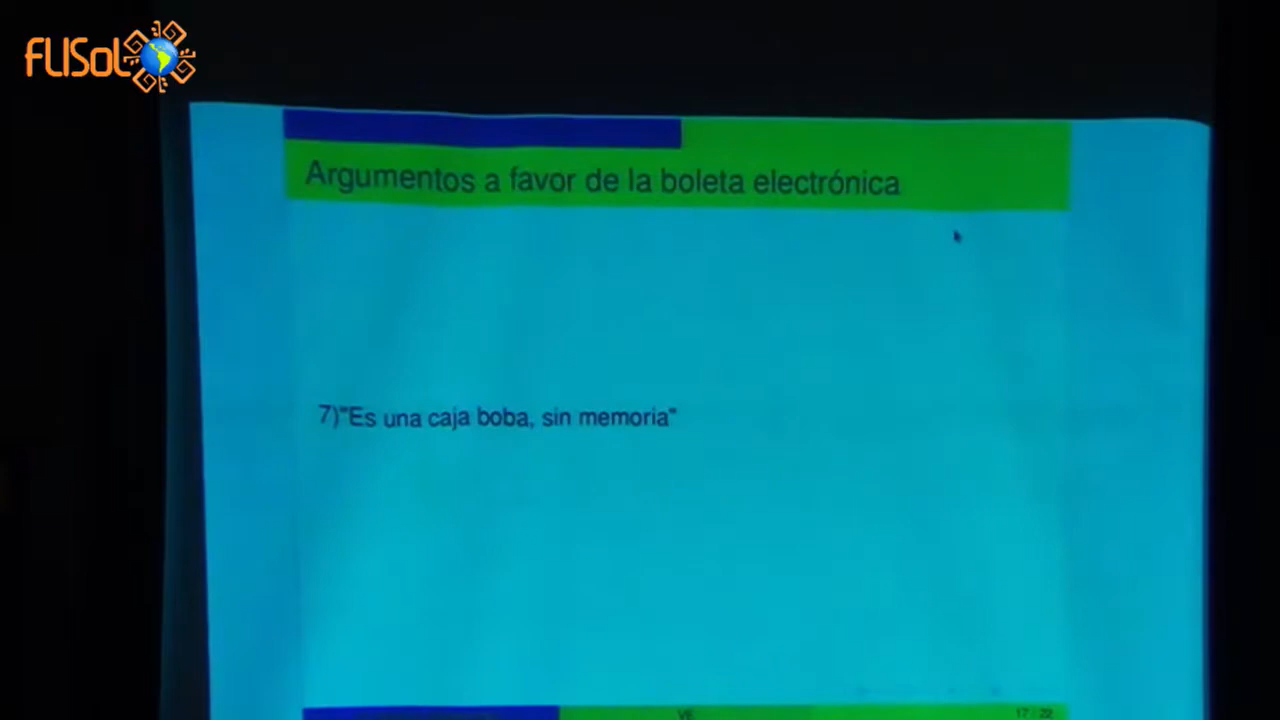 FLISoL
Argumentos a favor de la boleta electrónica
7)"Es una caja boba, sin memoria"
VE
17 / 22